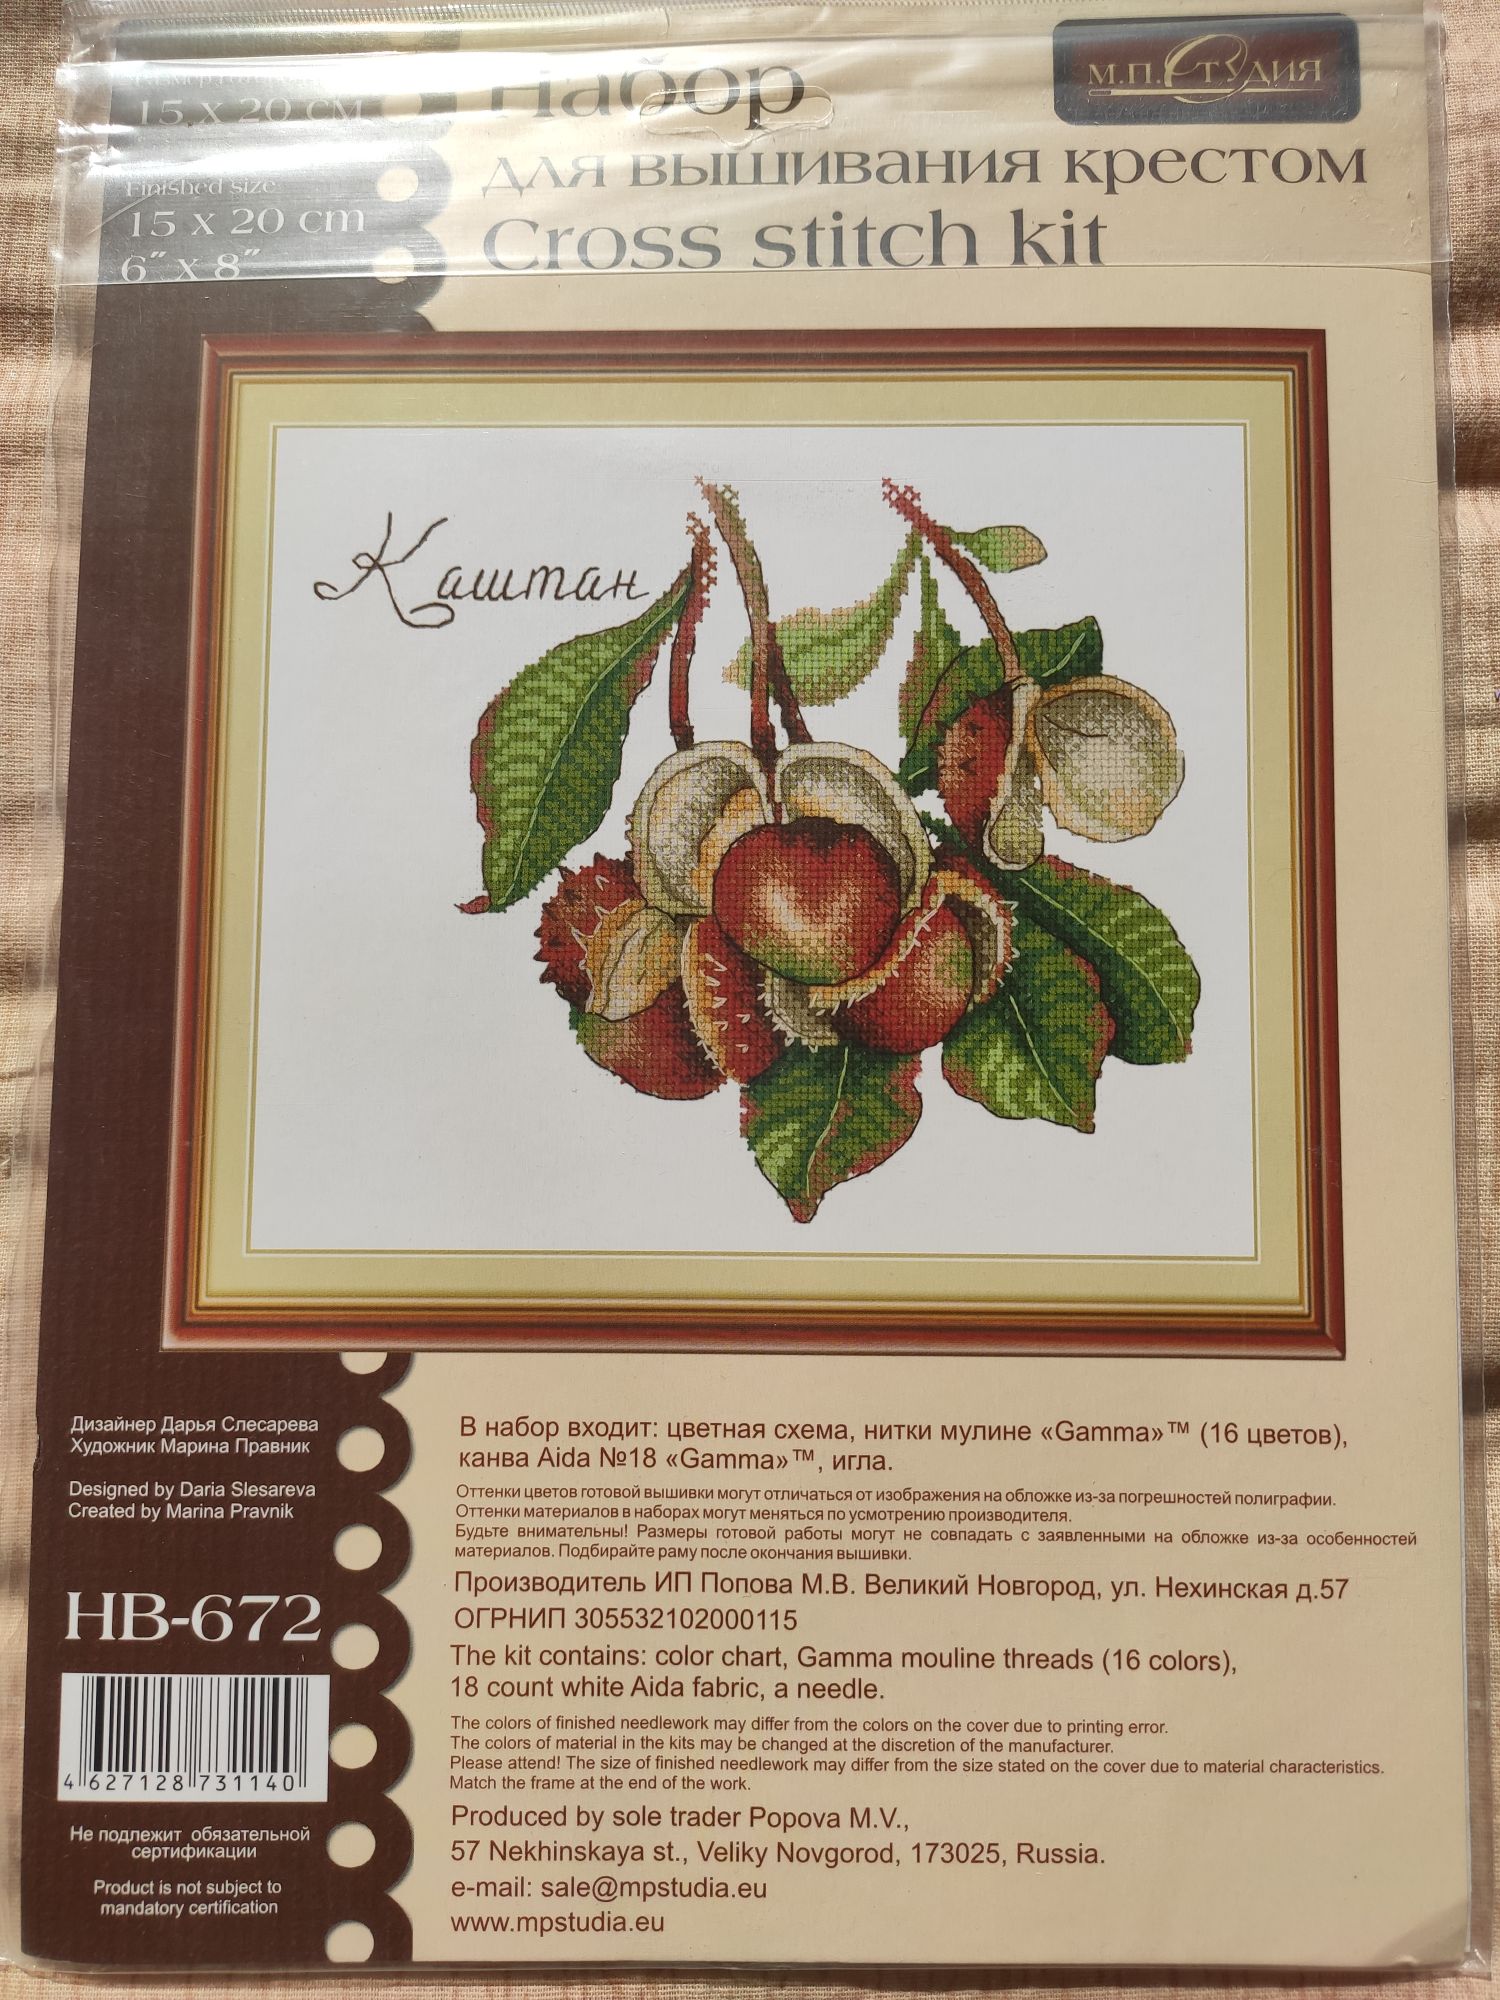 15 x 20 см
Finished size
15 x 20 cm
6" x 8"
М.П.Студия
Набор
для вышивания крестом
Cross stitch kit
Каштан
Дизайнер Дарья Слесарева
Художник Марина Правник
Designed by Daria Slesareva
Created by Marina Pravnik
НВ-672
4 627128 731140
Не подлежит обязательной
сертификации
Product is not subject to
mandatory certification
В набор входит: цветная схема, нитки мулине «Gamma»™ (16 цветов),
канва Aida №18 «Gamma»™, игла.
Оттенки цветов готовой вышивки могут отличаться от изображения на обложке из-за погрешностей полиграфии.
Оттенки материалов в наборах могут меняться по усмотрению производителя.
Будьте внимательны! Размеры готовой работы могут не совпадать с заявленными на обложке из-за особенностей
материалов. Подбирайте раму после окончания вышивки.
Производитель ИП Попова М.В. Великий Новгород, ул. Нехинская д.57
ОГРНИП 305532102000115
The kit contains: color chart, Gamma mouline threads (16 colors),
18 count white Aida fabric, a needle.
The colors of finished needlework may differ from the colors on the cover due to printing error.
The colors of material in the kits may be changed at the discretion of the manufacturer.
Please attend! The size of finished needlework may differ from the size stated on the cover due to material characteristics.
Match the frame at the end of the work.
Produced by sole trader Popova M.V.,
57 Nekhinskaya st., Veliky Novgorod, 173025, Russia.
e-mail: sale@mpstudia.eu
www.mpstudia.eu